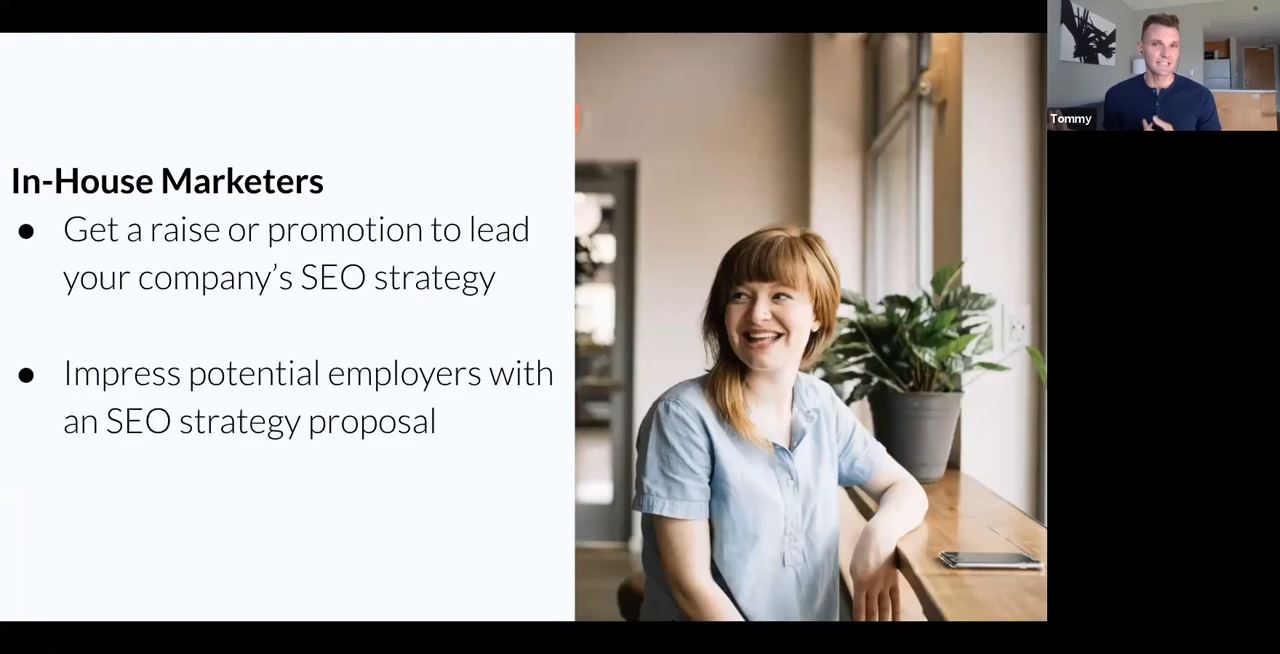 In-House Marketers
● Get a raise or promotion to lead
your company’s SEO strategy
● Impress potential employers with
an SEO strategy proposal
Tommy